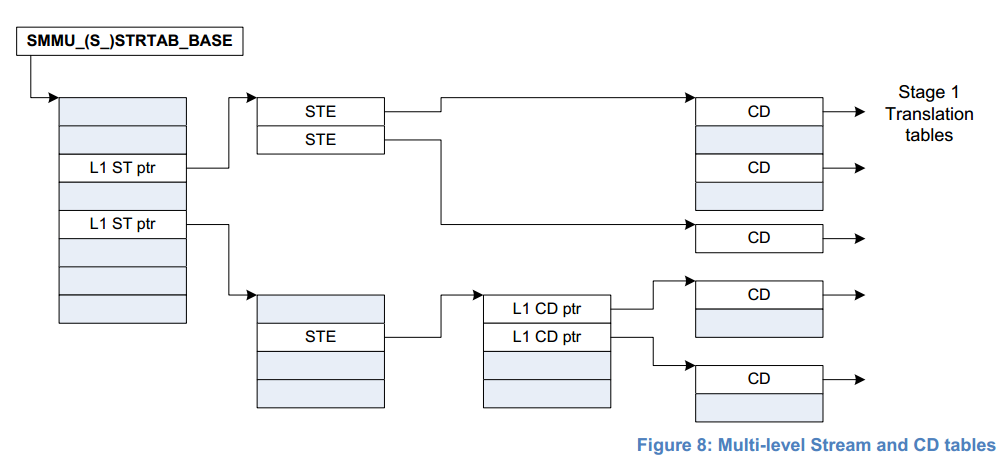 SMMU_(S_)STRTAB_BASE
L1 ST ptr
L1 ST ptr
STE
STE
STE
L1 CD ptr
L1 CD ptr
CD
CD
CD
CD
CD
Stage 1
Translation
tables
Figure 8: Multi-level Stream and CD tables